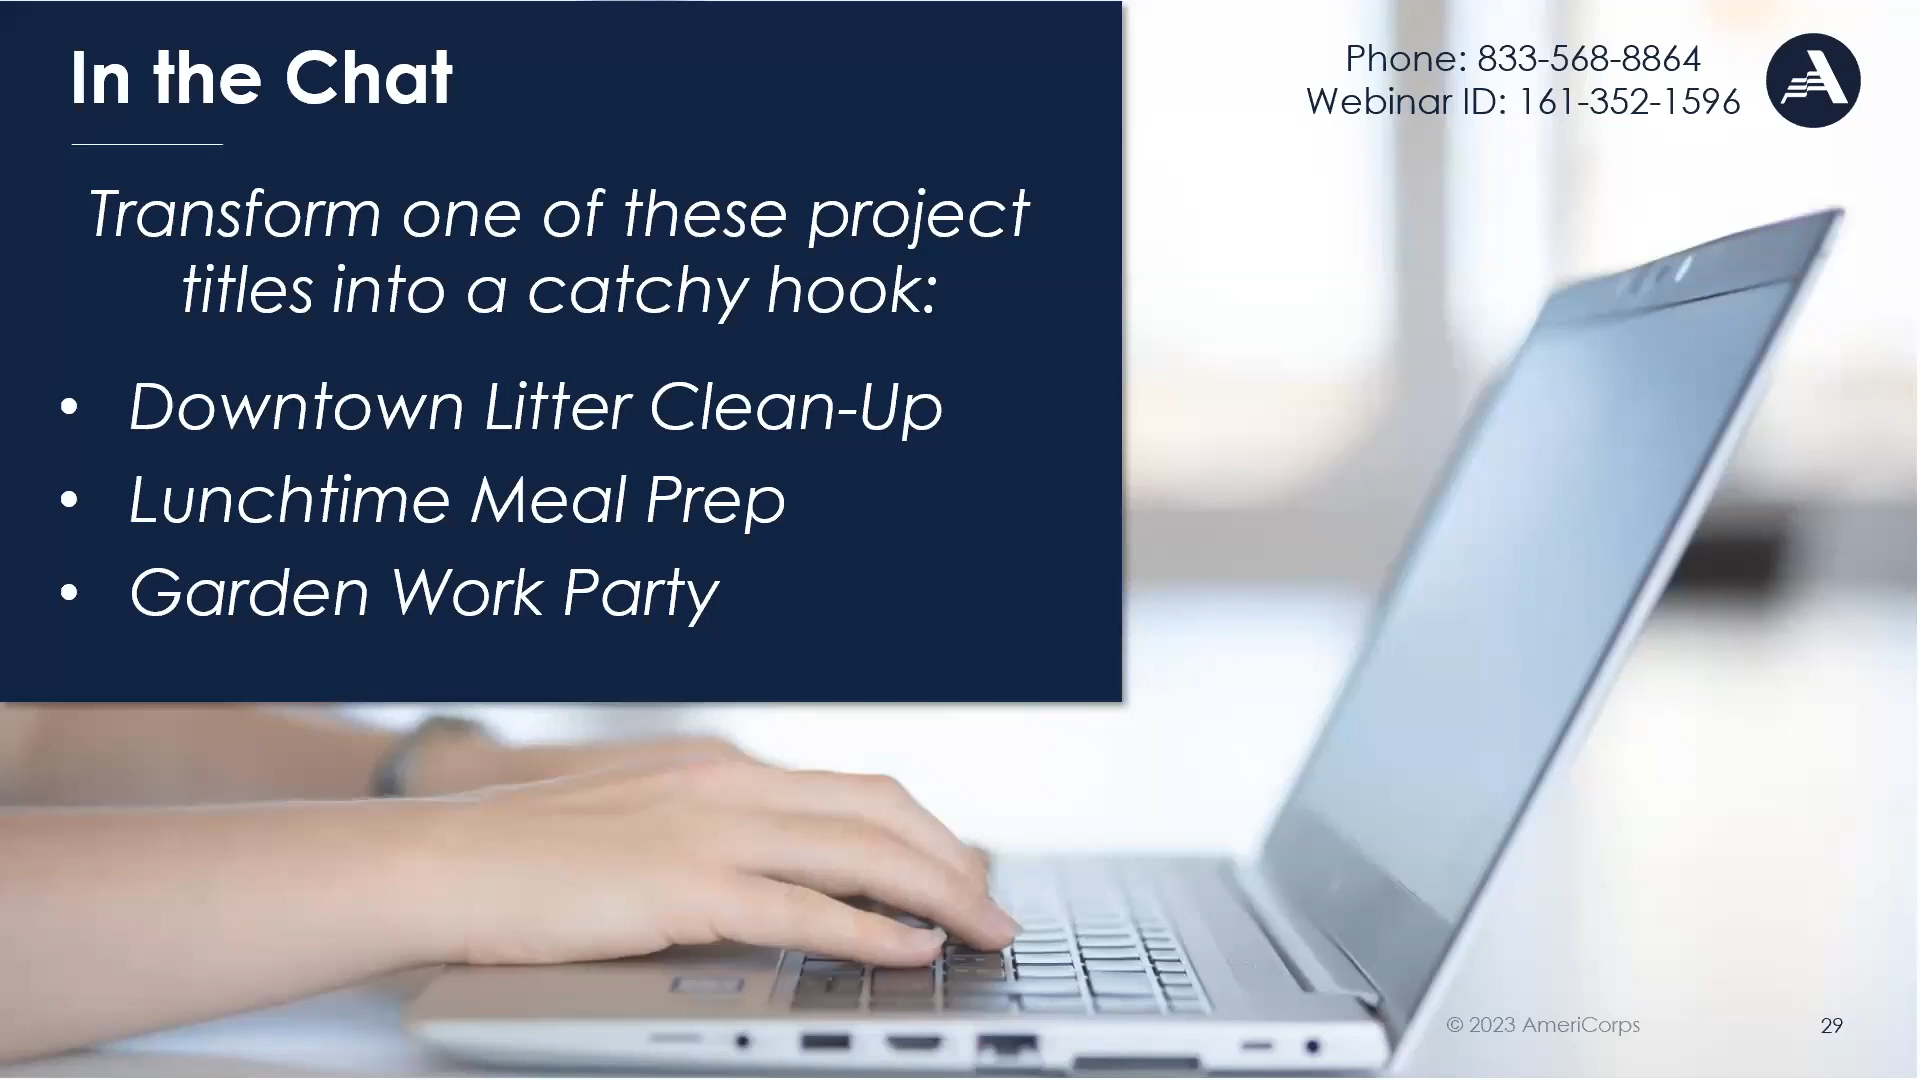 In the Chat
Phone: 833-568-8864
Webinar ID: 161-352-1596
Transform one of these project
titles into a catchy hook:
• Downtown Litter Clean-Up
• Lunchtime Meal Prep
• Garden Work Party
© 2023 AmeriCorps
29